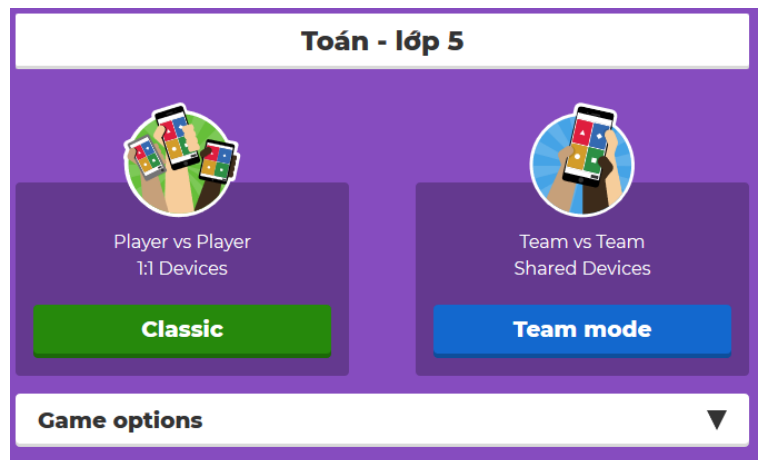 Toán - lớp 5
Player vs Player
1:1 Devices
Classic
Team vs Team
Shared Devices
Team mode
Game options